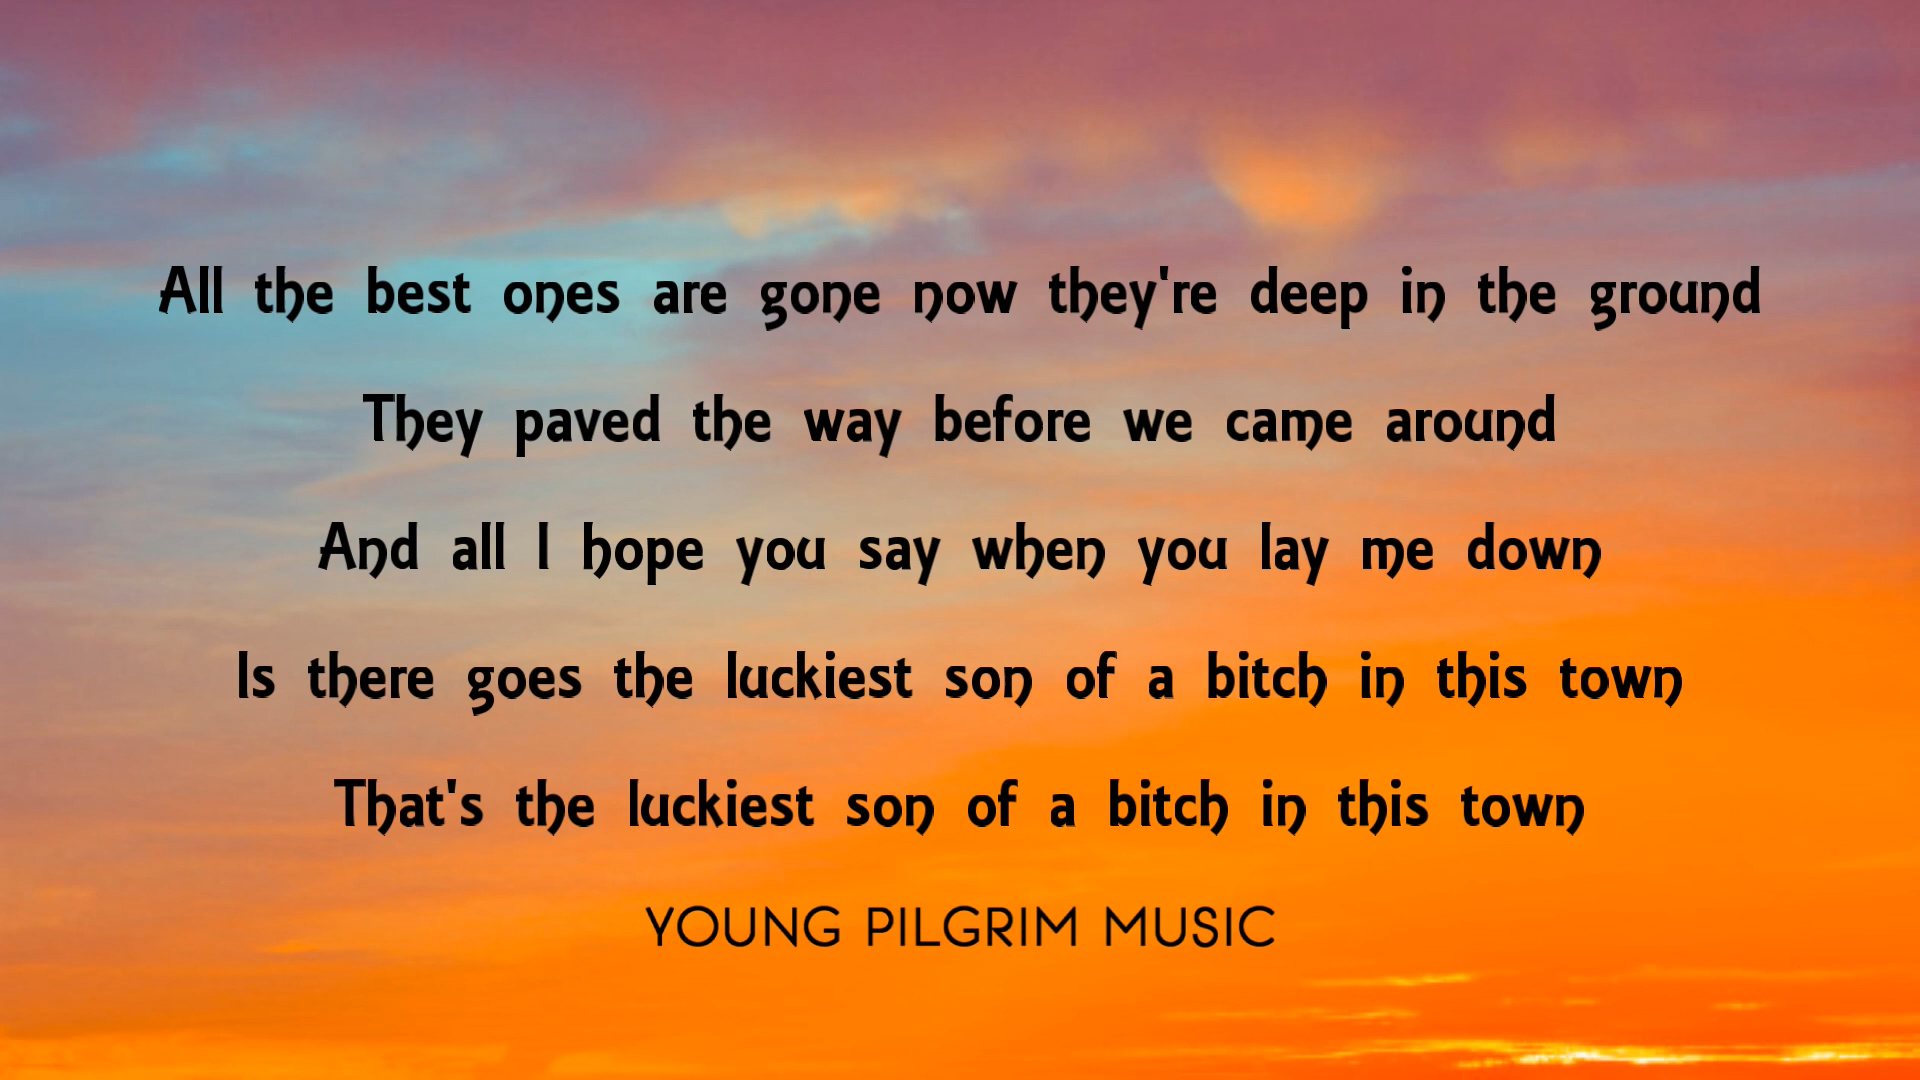 All the best ones are gone now they're deep in the ground
They paved the way before we came around
And all I hope you say when you lay me down
Is there goes the luckiest son of a bitch in this town
That's the luckiest son of a bitch in this town
YOUNG PILGRIM MUSIC